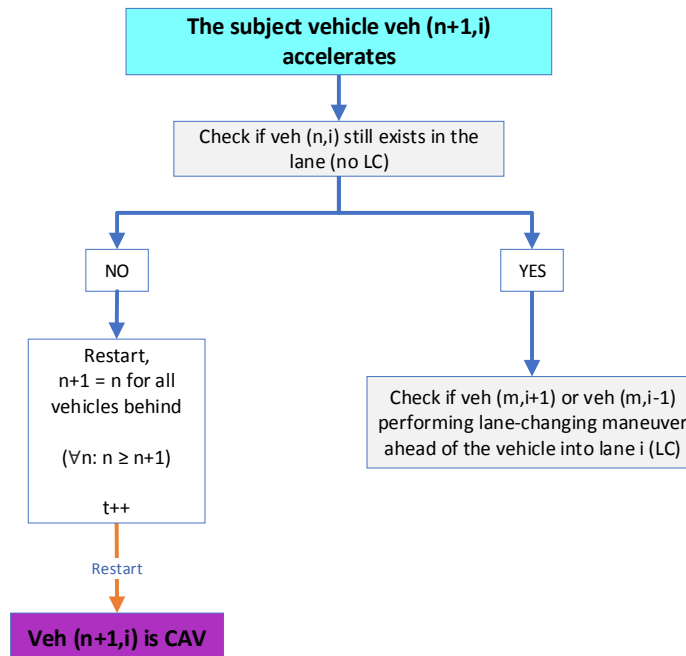 The subject vehicle veh (n+1,i)
accelerates
Check if veh (n,i) still exists in the
lane (no LC)
NO
YES
Restart,
n+1 = n for all
vehicles behind
(∀n: n ≥ n+1)
t++
Check if veh (m,i+1) or veh (m,i-1)
performing lane-changing maneuver
ahead of the vehicle into lane i (LC)
Restart
Veh (n+1,i) is CAV